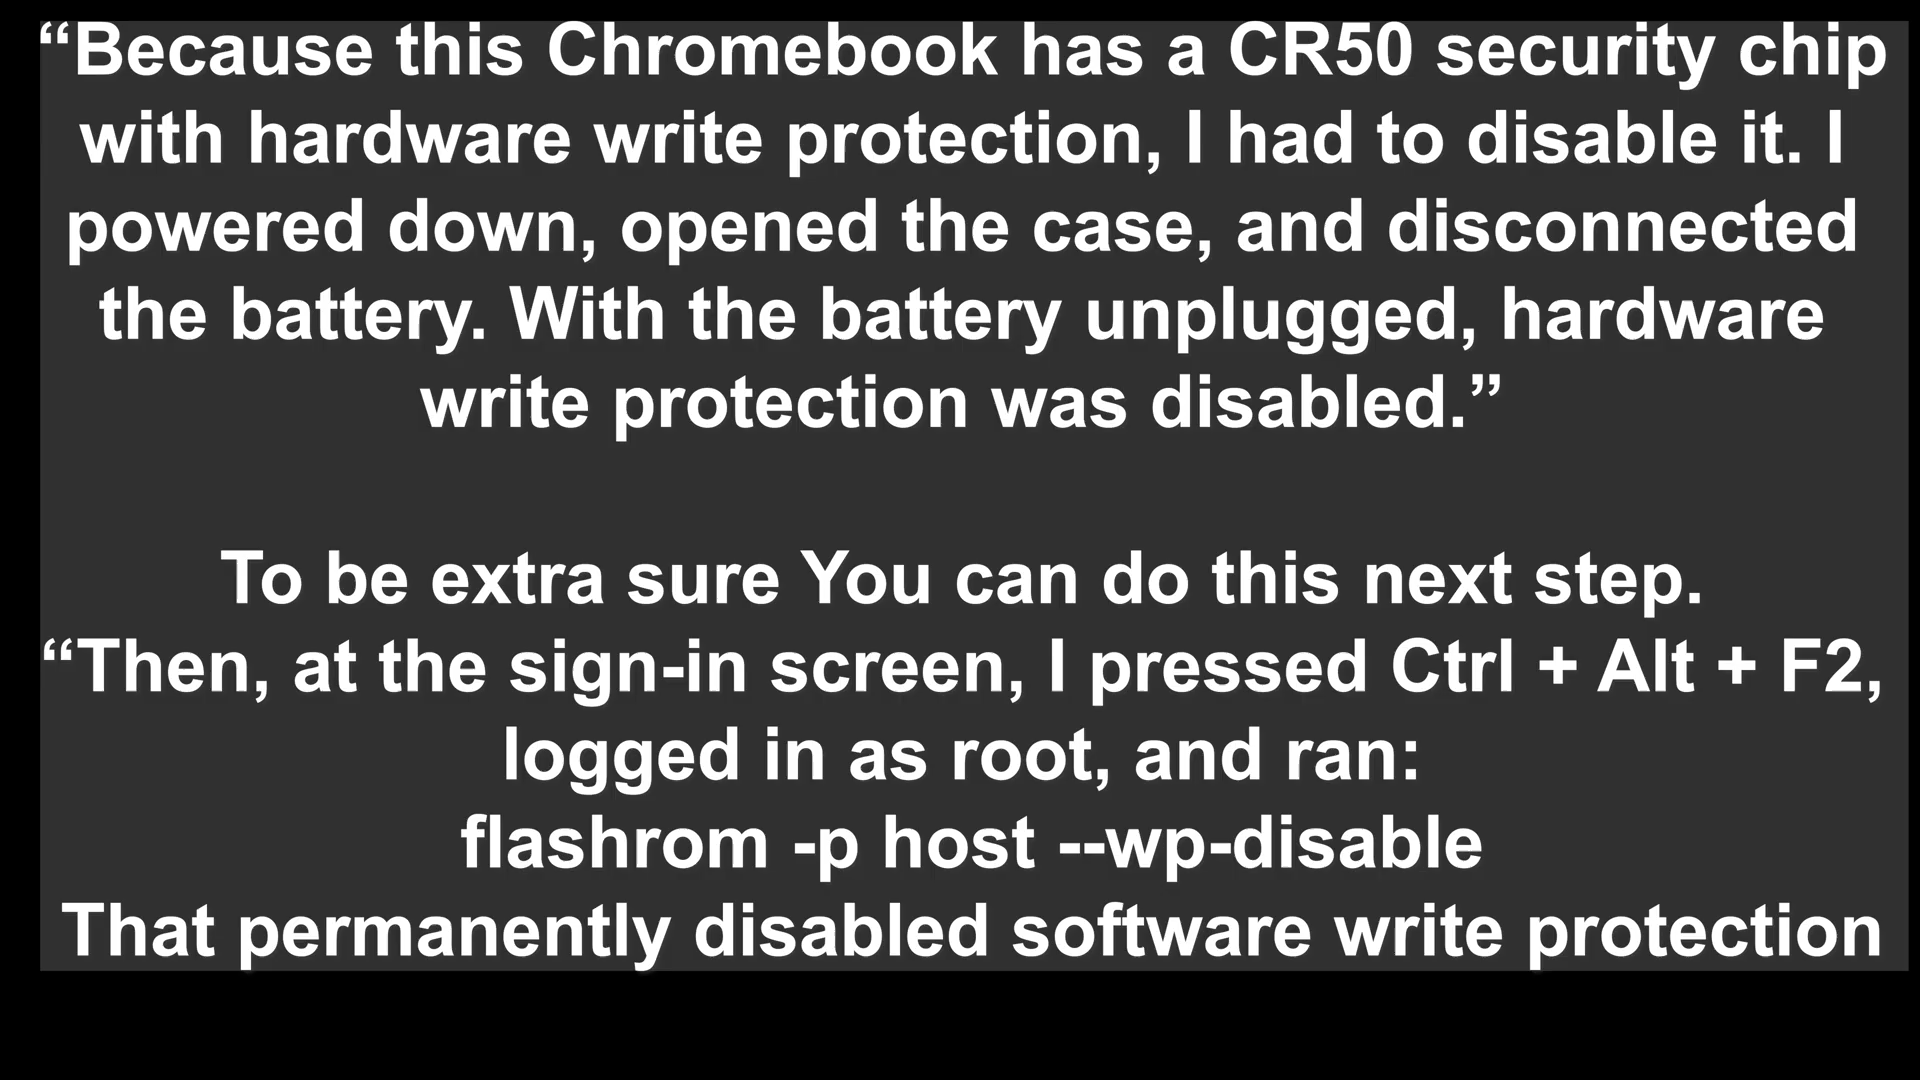 “Because this Chromebook has a CR50 security chip
with hardware write protection, I had to disable it. I
powered down, opened the case, and disconnected
the battery. With the battery unplugged, hardware
write protection was disabled.”
To be extra sure You can do this next step.
“Then, at the sign-in screen, I pressed Ctrl + Alt + F2,
logged in as root, and ran:
flashrom -p host --wp-disable
That permanently disabled software write protection